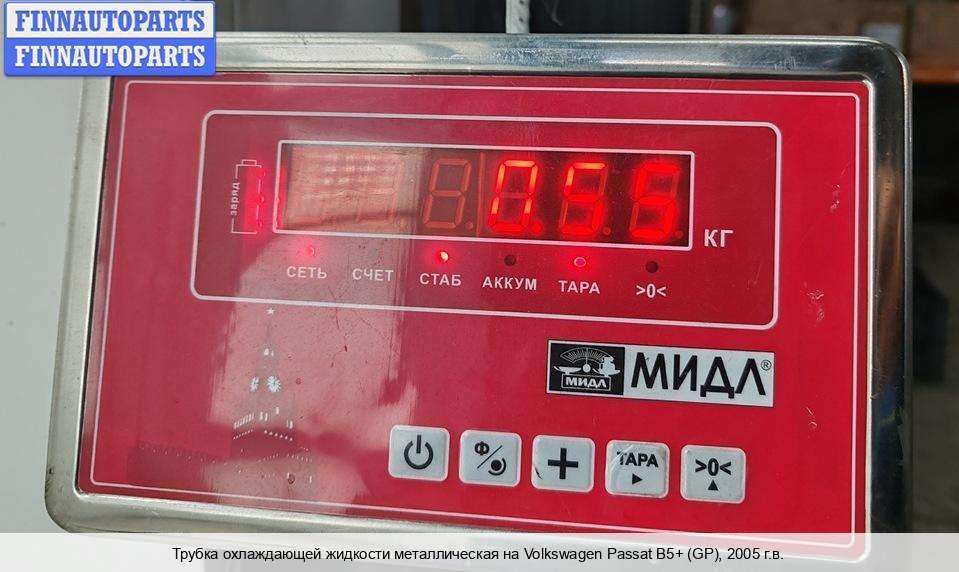 FINNAUTOPARTS
FINNAUTOPARTS
заряд
0.55
КГ
СЕТЬ СЧЕТ СТАБ АККУМ ТАРА >0<
МИДЛ
МИДЛ®
Ф
ТАРА
>0<
Трубка охлаждающей жидкости металлическая на Volkswagen Passat B5+ (GP), 2005 г.в.